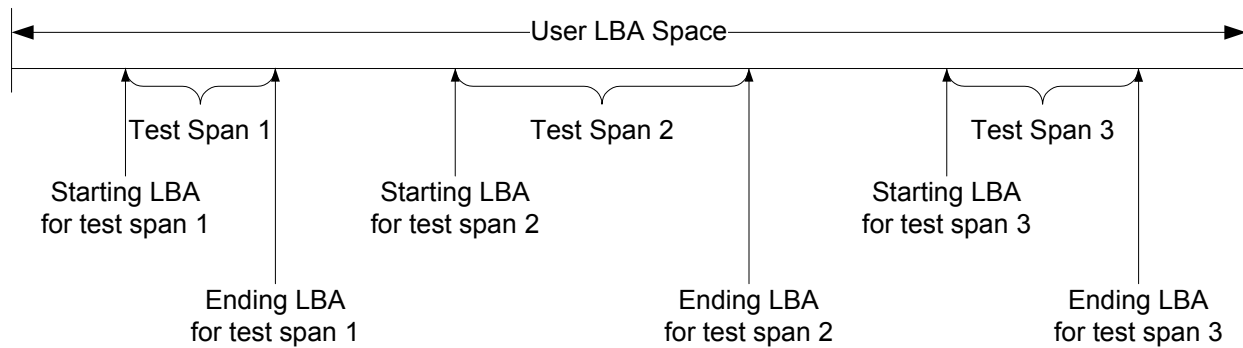 User LBA Space
Test Span 1
Test Span 2
Test Span 3
Starting LBA
for test span 1
Starting LBA
for test span 2
Starting LBA
for test span 3
Ending LBA
for test span 1
Ending LBA
for test span 2
Ending LBA
for test span 3